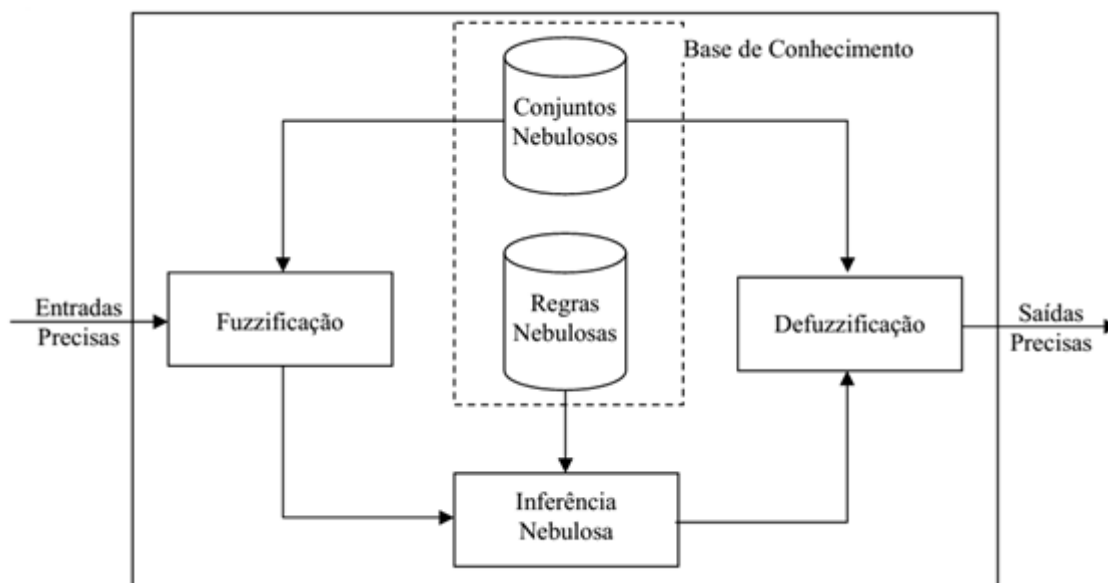 Base de Conhecimento
Conjuntos
Nebulosos
Regras
Nebulosas
Entradas
Precisas
Fuzzificação
Defuzzificação
Saídas
Precisas
Inferência
Nebulosa